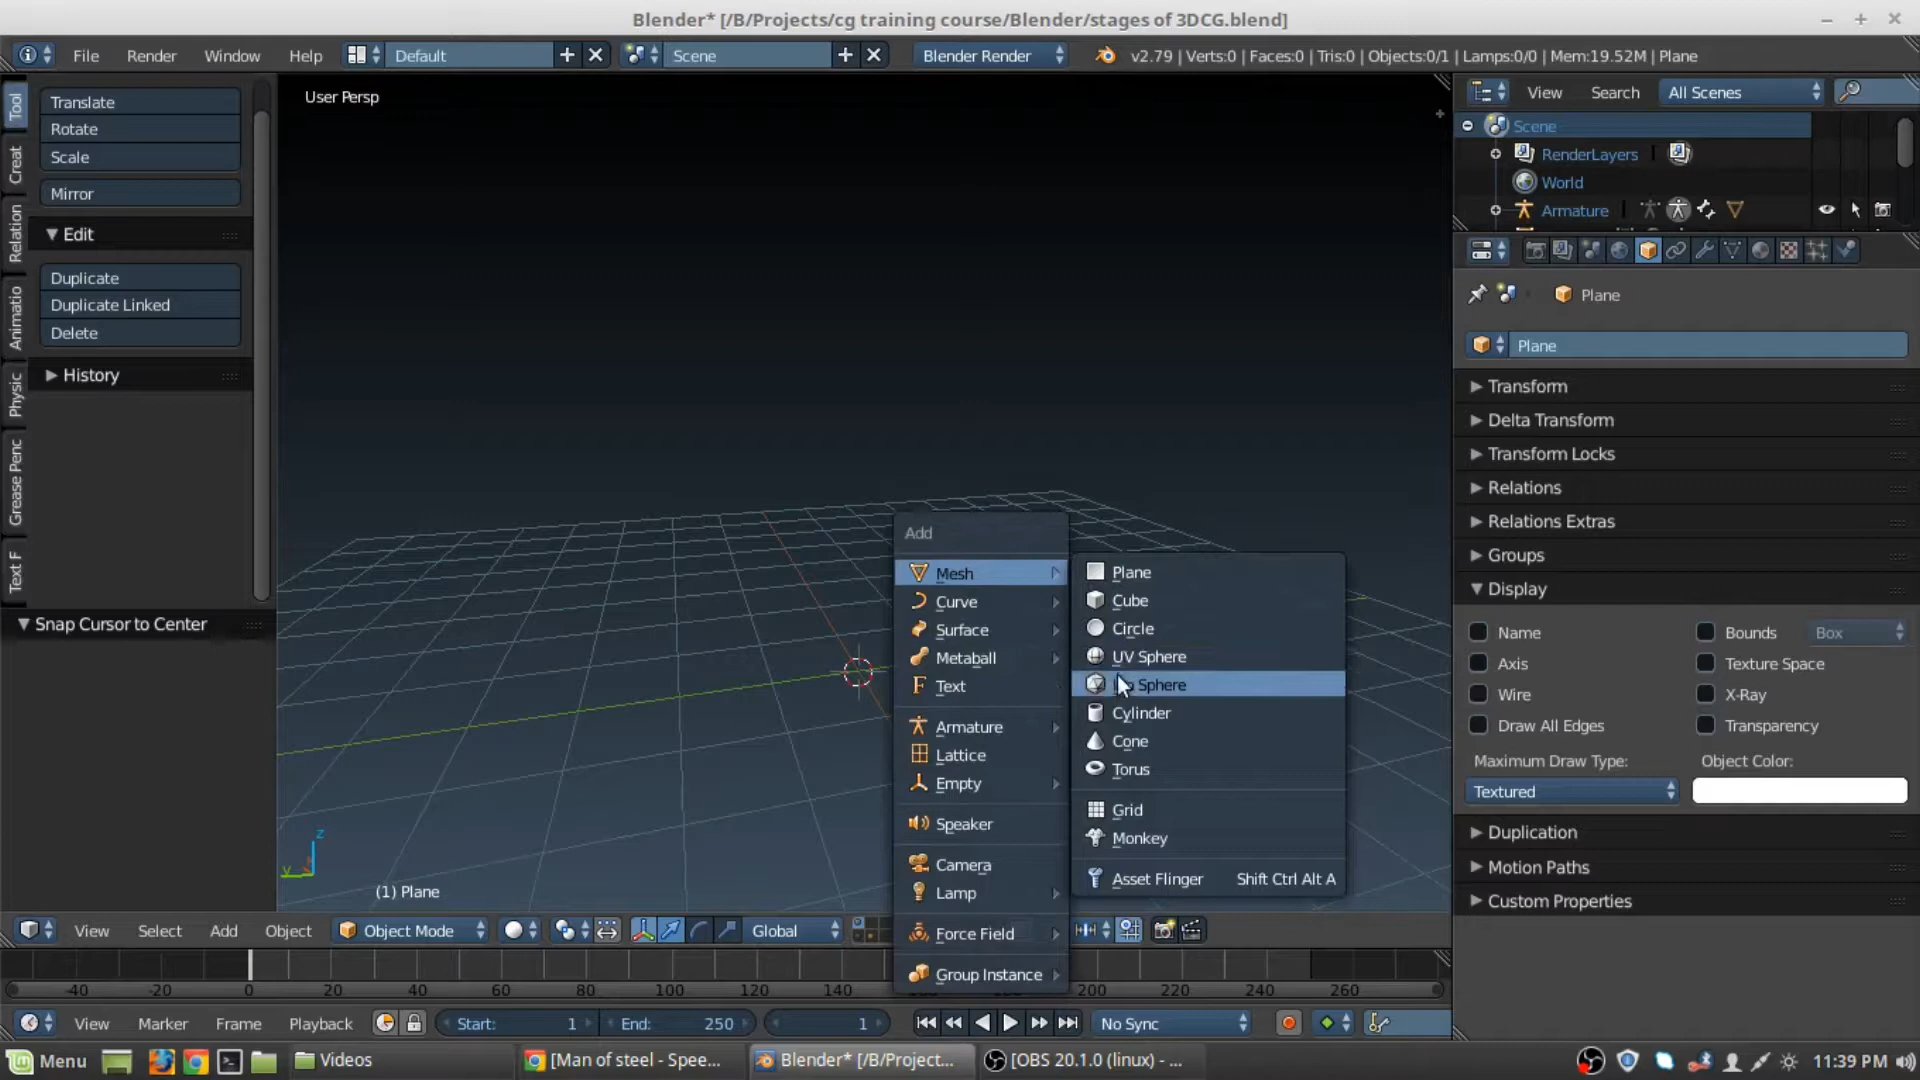 Blender* [/B/Projects/cg training course/Blender/stages of 3DCG.blend]
File Render Window Help Default Scene Blender Render v2.79 | Verts:0 | Faces:0 | Tris:0 | Objects:0/1 | Lamps:0/0 | Mem:19.52M | Plane
Tool
Creat
Relation
Animatio
Physic
Grease Penc
Text F
Translate
Rotate
Scale
Mirror
Edit
Duplicate
Duplicate Linked
Delete
History
Snap Cursor to Center
User Persp
Add
Mesh
Curve
Surface
Metaball
Text
Armature
Lattice
Empty
Speaker
Camera
Lamp
Force Field
Group Instance
Plane
Cube
Circle
UV Sphere
Sphere
Cylinder
Cone
Torus
Grid
Monkey
Asset Flinger Shift Ctrl Alt A
z
y
(1) Plane
View Search All Scenes
Scene
RenderLayers
World
Armature
Plane
Plane
Transform
Delta Transform
Transform Locks
Relations
Relations Extras
Groups
Display
Name Bounds Box
Axis Texture Space
Wire X-Ray
Draw All Edges Transparency
Maximum Draw Type: Object Color:
Textured
Duplication
Motion Paths
Custom Properties
View Select Add Object Object Mode Global
-40 -20 0 20 40 60 80 100 120 140 200 220 240 260
View Marker Frame Playback Start: 1 End: 250 1 No Sync
Menu Videos [Man of steel - Spee... Blender* [/B/Project... [OBS 20.1.0 (linux) - ... 11:39 PM